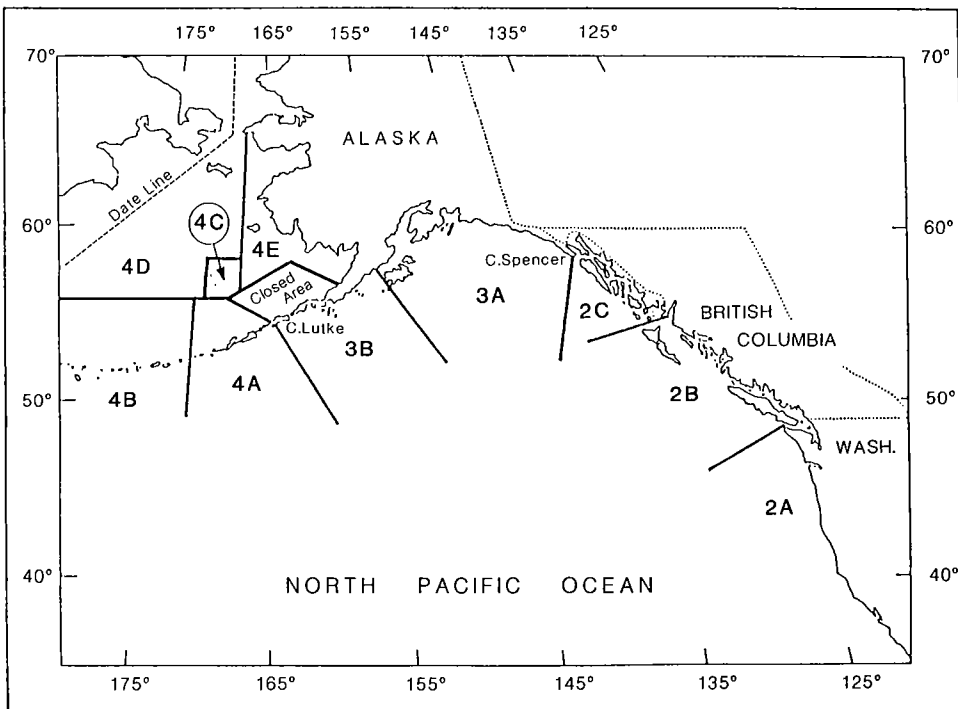 175° 165° 155° 145° 135° 125°
70° 70°
ALASKA
Date Line
60° 60°
4C
4E
4D
C.Spencer
Closed Area
3A
2C
BRITISH
COLUMBIA
C.Lutke
3B
4A
4B
2B
50° 50°
WASH.
2A
40° 40°
NORTH PACIFIC OCEAN
175° 165° 155° 145° 135° 125°